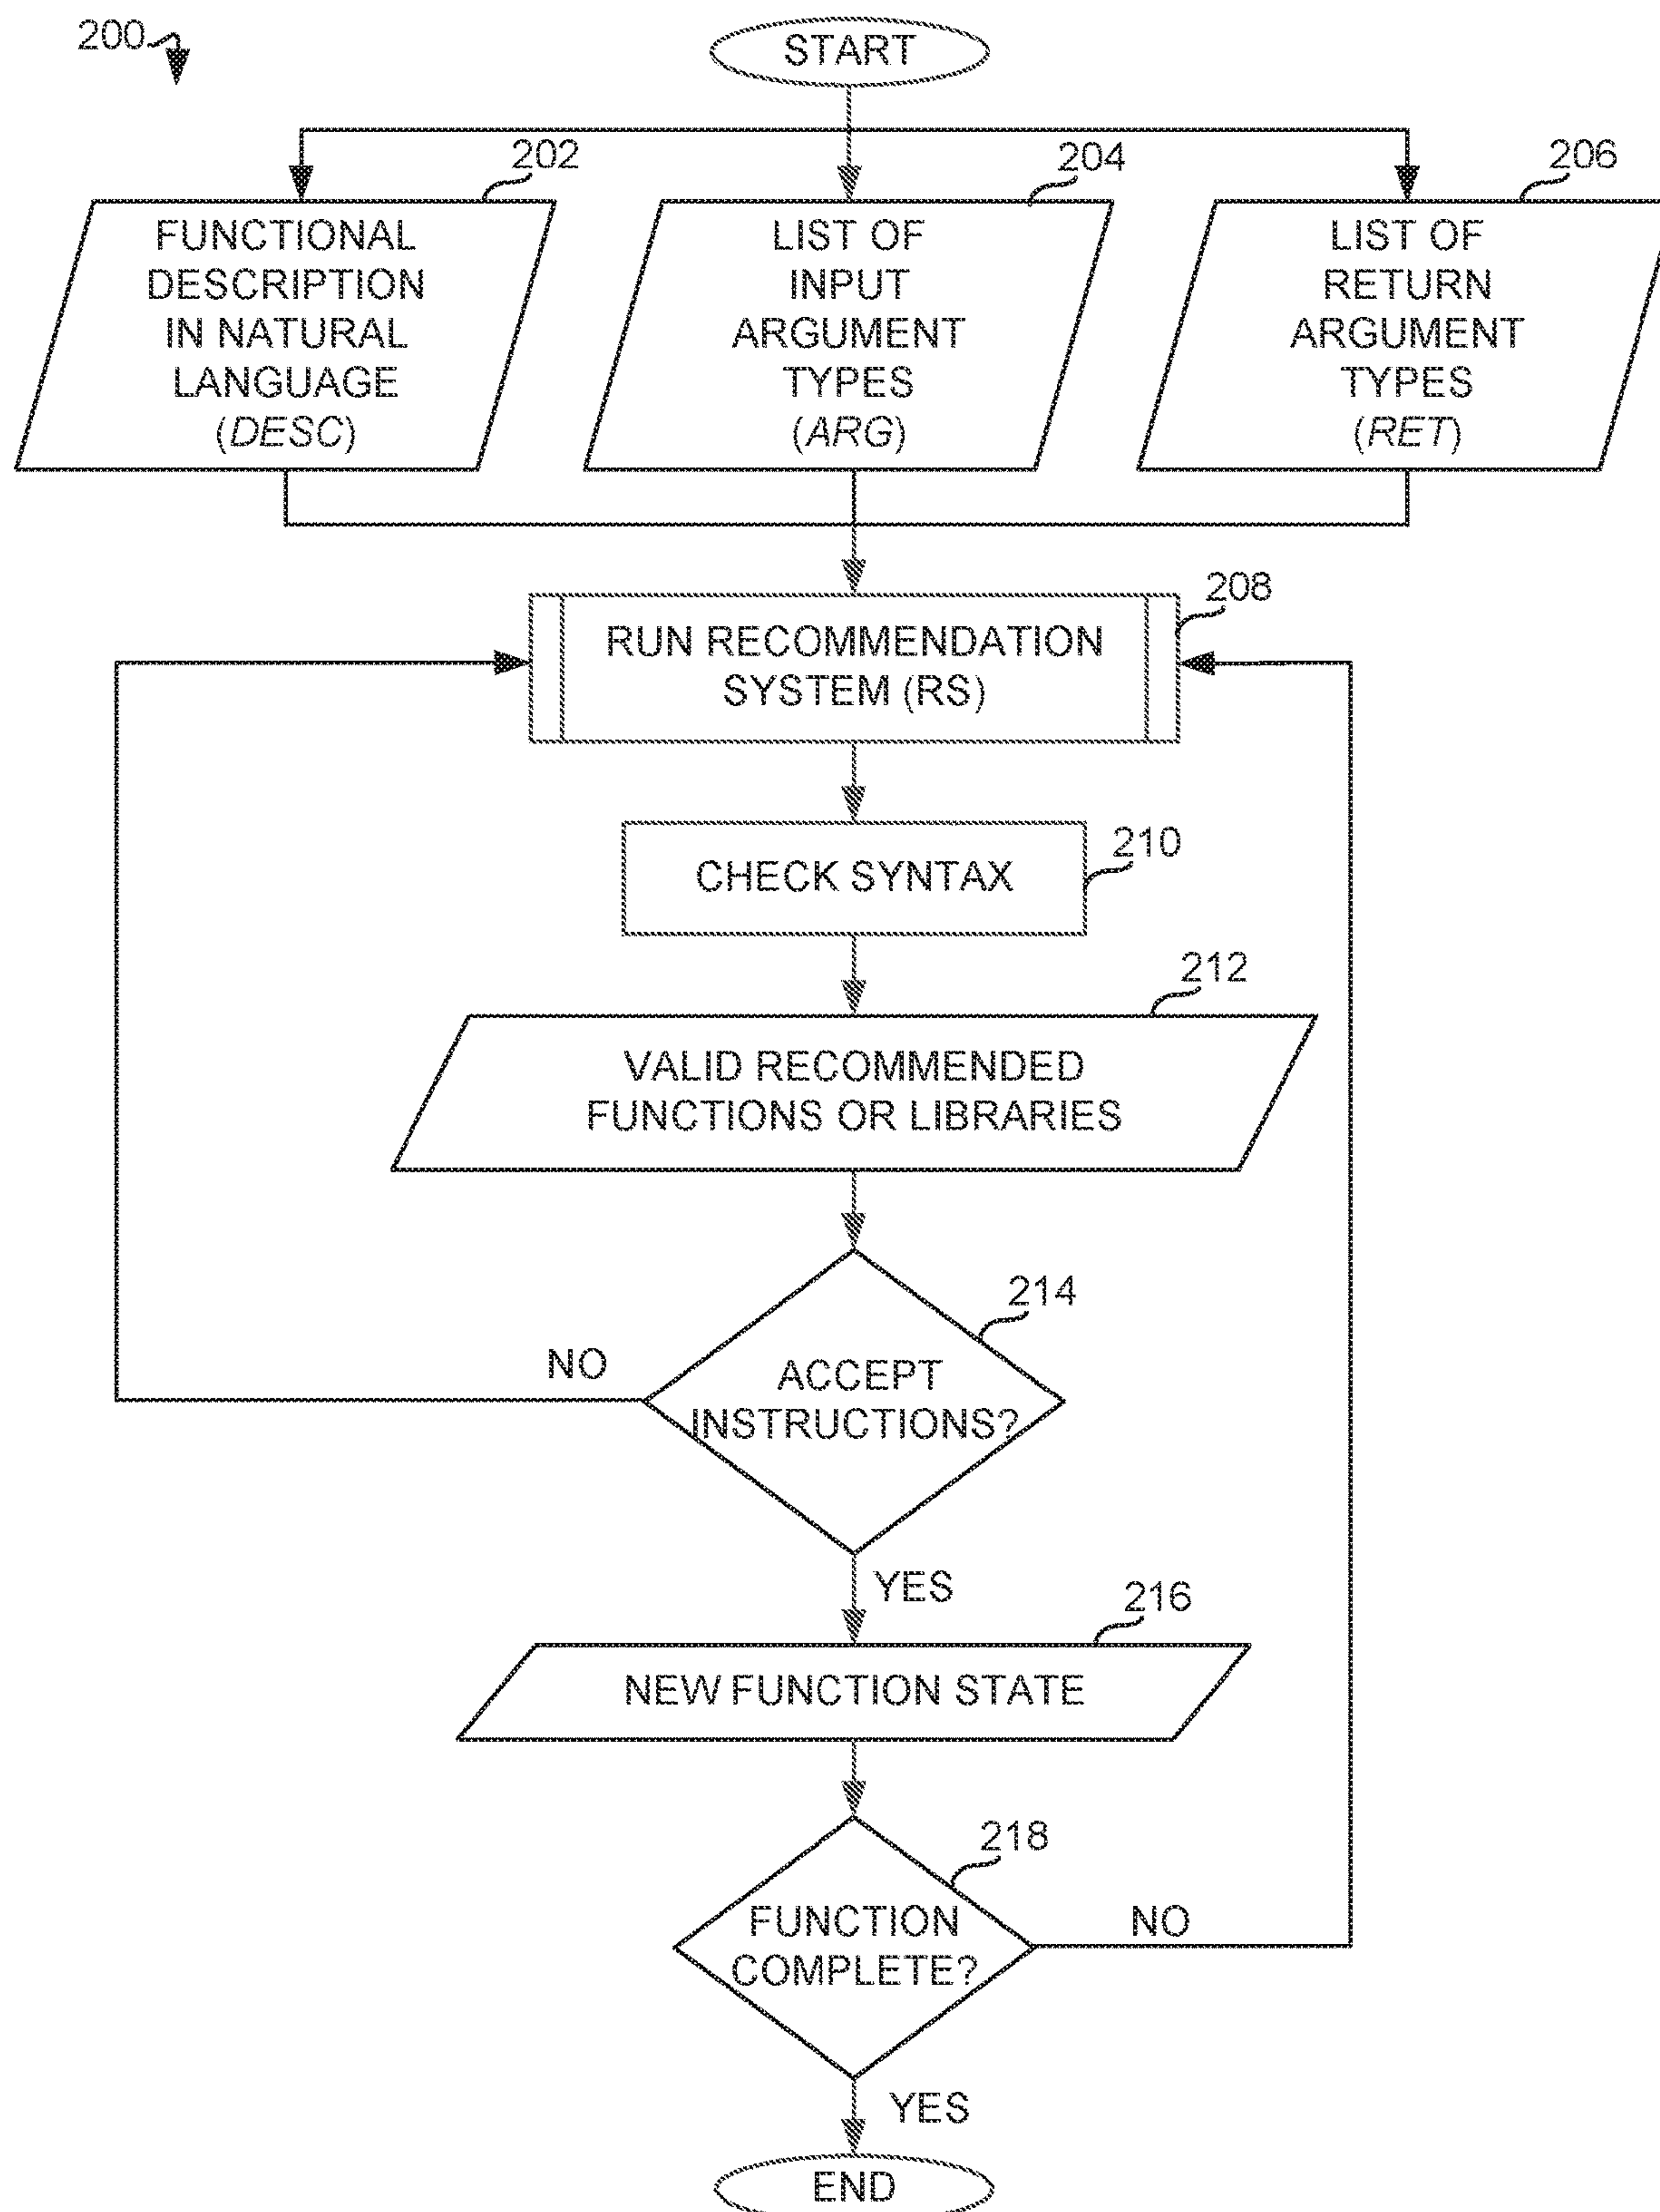 200
START
202
204
206
FUNCTIONAL
DESCRIPTION
IN NATURAL
LANGUAGE
(DESC)
LIST OF
INPUT
ARGUMENT
TYPES
(ARG)
LIST OF
RETURN
ARGUMENT
TYPES
(RET)
208
RUN RECOMMENDATION
SYSTEM (RS)
210
CHECK SYNTAX
212
VALID RECOMMENDED
FUNCTIONS OR LIBRARIES
214
NO
ACCEPT
INSTRUCTIONS?
YES
216
NEW FUNCTION STATE
218
FUNCTION
COMPLETE?
NO
YES
END